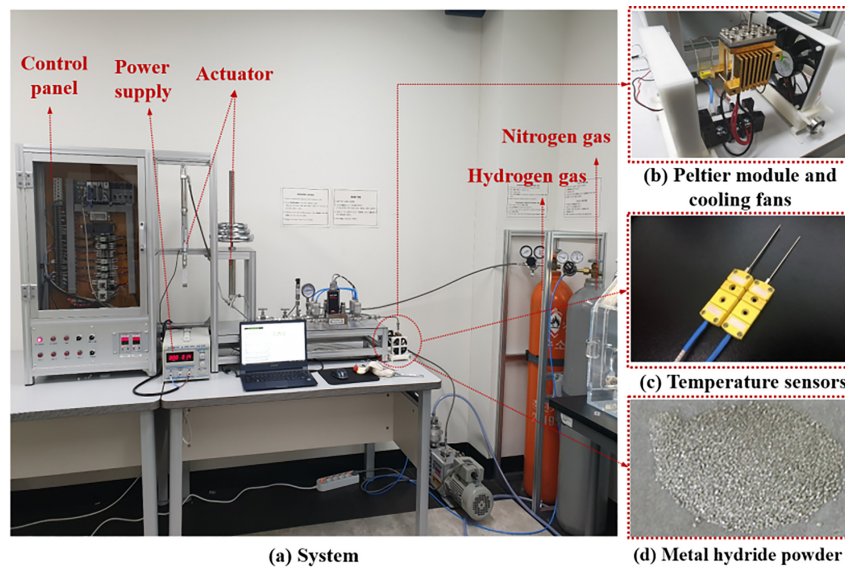 Control
panel
Power
supply
Actuator
Nitrogen gas
Hydrogen gas
(b) Peltier module and
cooling fans
(c) Temperature sensors
(a) System
(d) Metal hydride powder